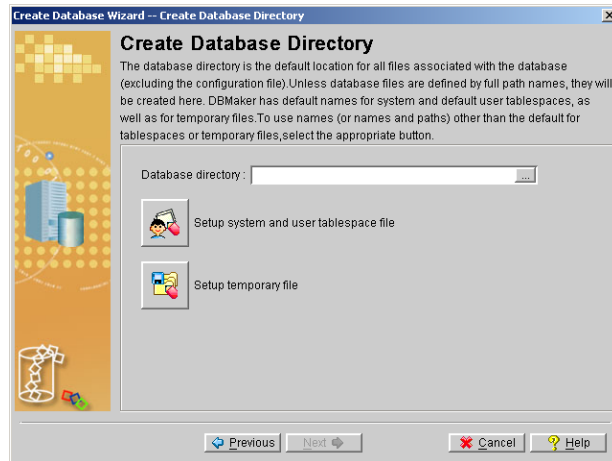 Create Database Wizard -- Create Database Directory
Create Database Directory
The database directory is the default location for all files associated with the database
(excluding the configuration file).Unless database files are defined by full path names, they will
be created here. DBMaker has default names for system and default user tablespaces, as
well as for temporary files.To use names (or names and paths) other than the default for
tablespaces or temporary files,select the appropriate button.
Database directory :
...
Setup system and user tablespace file
Setup temporary file
Previous
Next
Cancel
Help